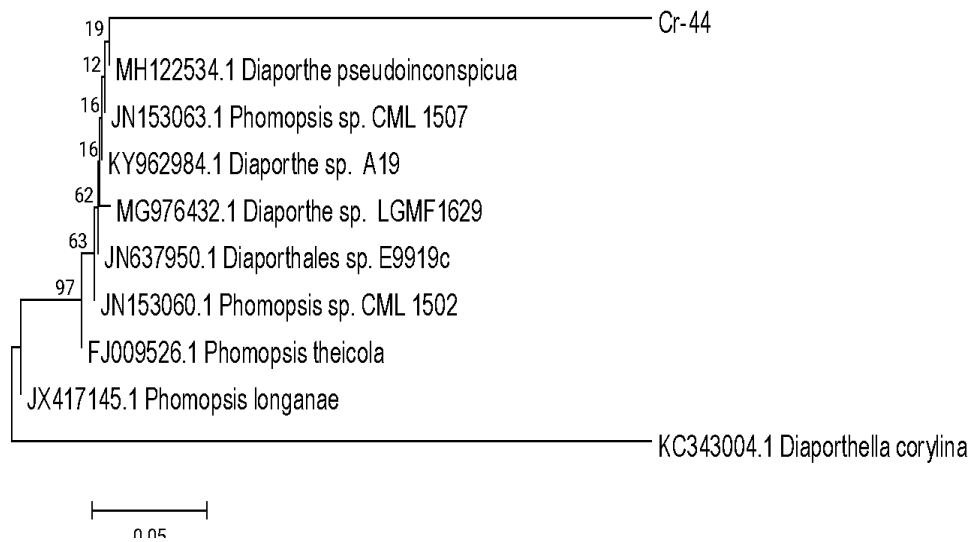 Cr-44
19
12
MH122534.1 Diaporthe pseudoinconspicua
16
JN153063.1 Phomopsis sp. CML 1507
16
KY962984.1 Diaporthe sp. A19
62
MG976432.1 Diaporthe sp. LGMF1629
63
JN637950.1 Diaporthales sp. E9919c
97
JN153060.1 Phomopsis sp. CML 1502
FJ009526.1 Phomopsis theicola
JX417145.1 Phomopsis longanae
KC343004.1 Diaporthella corylina
0.05